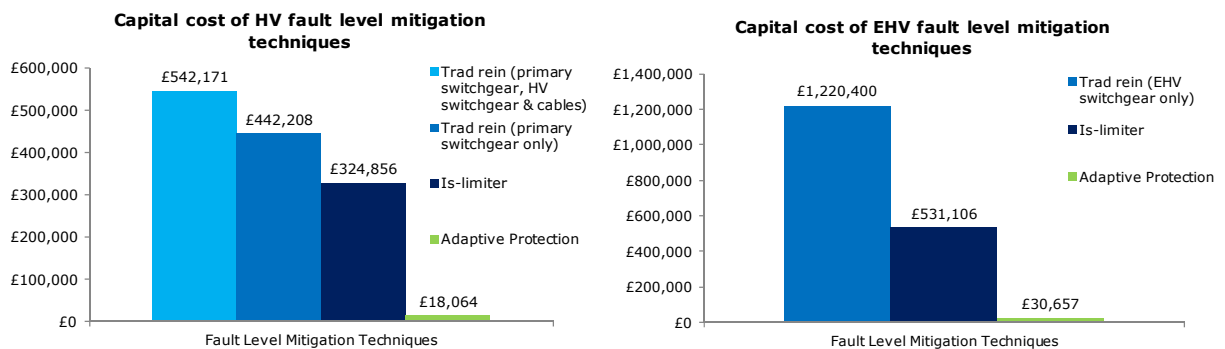 Capital cost of HV fault level mitigation
techniques
£600,000
£500,000
£400,000
£300,000
£200,000
£100,000
£0
£542,171
£442,208
£324,856
£18,064
Fault Level Mitigation Techniques
Trad rein (primary
switchgear, HV
switchgear & cables)
Trad rein (primary
switchgear only)
Is-limiter
Adaptive Protection
Capital cost of EHV fault level mitigation
techniques
£1,400,000
£1,200,000
£1,000,000
£800,000
£600,000
£400,000
£200,000
£0
£1,220,400
£531,106
£30,657
Fault Level Mitigation Techniques
Trad rein (EHV
switchgear only)
Is-limiter
Adaptive Protection